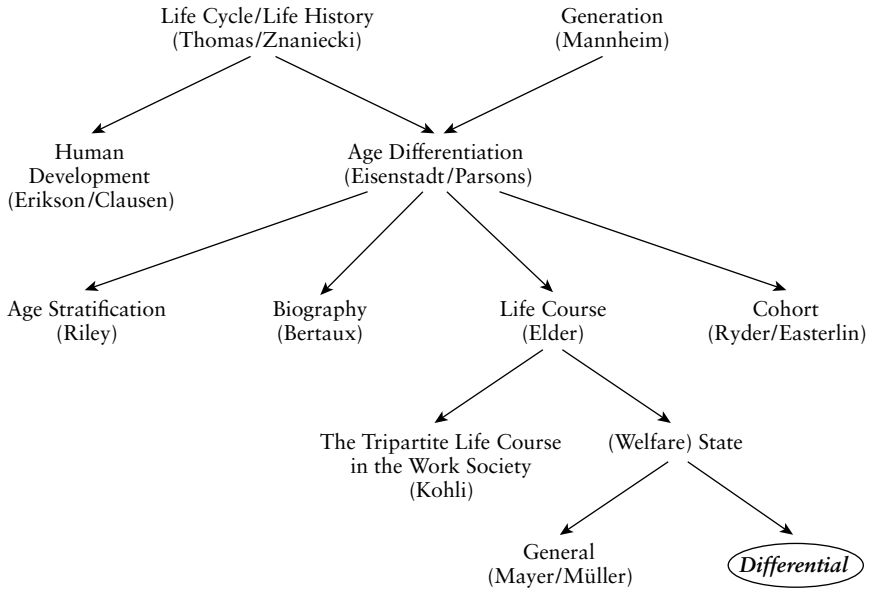 Life Cycle/Life History
(Thomas/Znaniecki)
Generation
(Mannheim)
Human
Development
(Erikson/Clausen)
Age Differentiation
(Eisenstadt/Parsons)
Age Stratification
(Riley)
Biography
(Bertaux)
Life Course
(Elder)
Cohort
(Ryder/Easterlin)
The Tripartite Life Course
in the Work Society
(Kohli)
(Welfare) State
General
(Mayer/Müller)
Differential